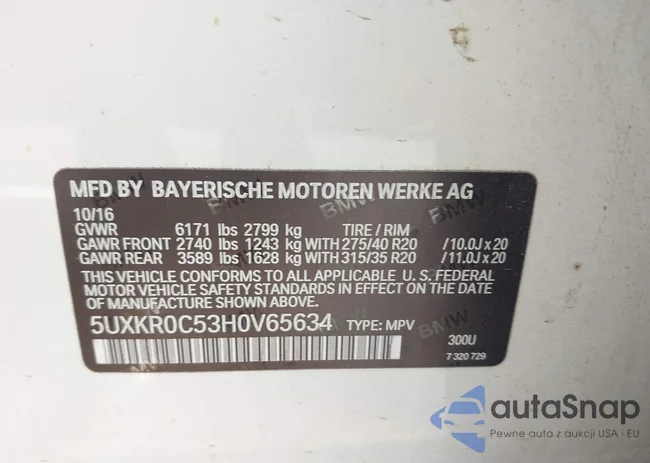 MFD BY BAYERISCHE MOTOREN WERKE AG
10/16
GVWR 6171 lbs 2799 kg TIRE / RIM
GAWR FRONT 2740 lbs 1243 kg WITH 275/40 R20 /10.0J x 20
GAWR REAR 3589 lbs 1628 kg WITH 315/35 R20 /11.0J x 20
THIS VEHICLE CONFORMS TO ALL APPLICABLE U. S. FEDERAL
MOTOR VEHICLE SAFETY STANDARDS IN EFFECT ON THE
DATE OF MANUFACTURE SHOWN ABOVE.
5UXKR0C53H0V65634 TYPE: MPV
300U
7 320 729
BMW
autaSnap
Pewne auta z aukcji USA i EU